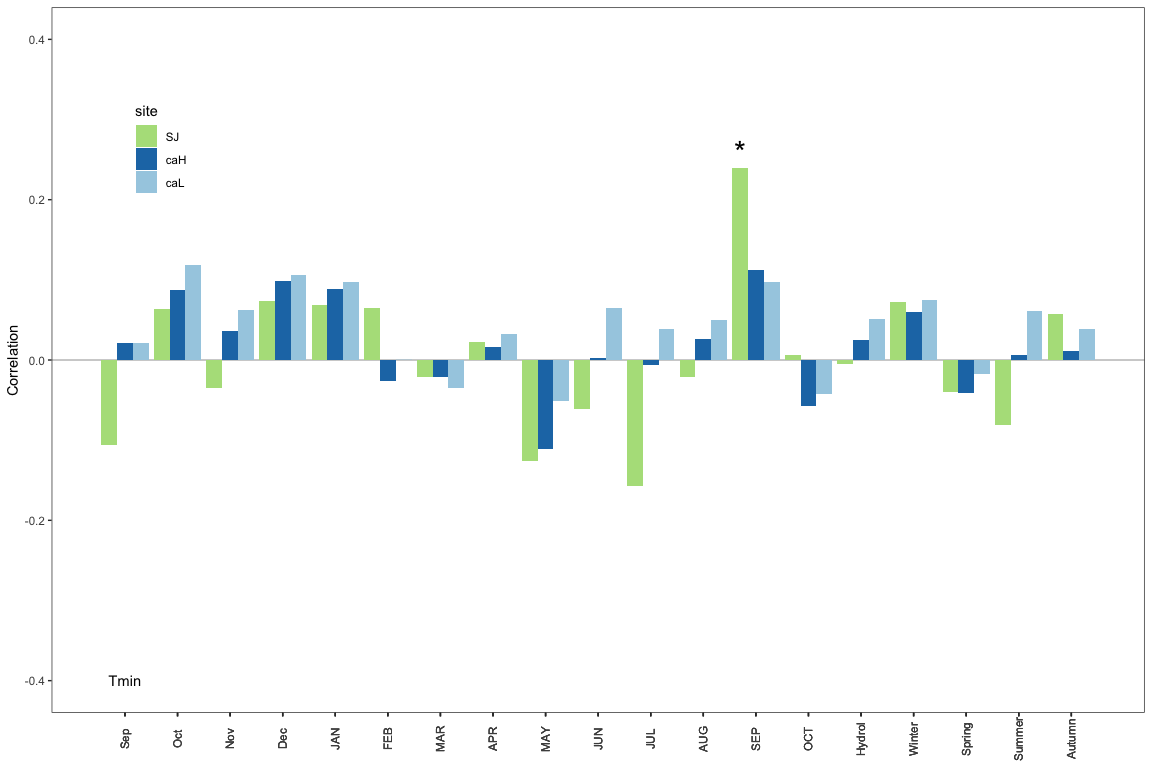 0.4
site
SJ
caH
caL
*
0.2
0.0
Correlation
-0.2
-0.4
Tmin
Sep
Oct
Nov
Dec
JAN
FEB
MAR
APR
MAY
JUN
JUL
AUG
SEP
OCT
Hydrol
Winter
Spring
Summer
Autumn